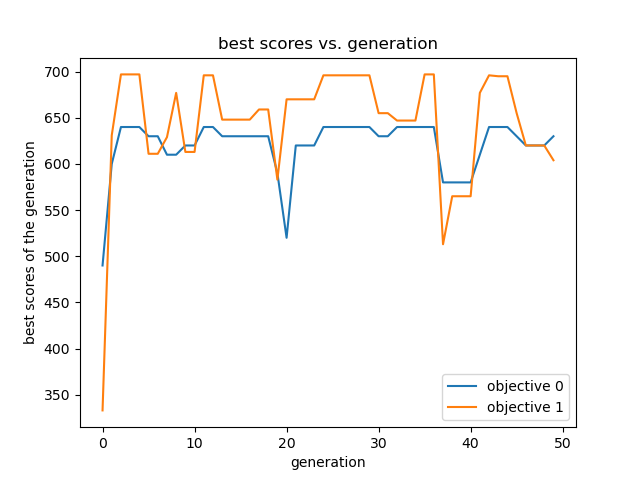 best scores vs. generation
best scores of the generation
700
650
600
550
500
450
400
350
0
10
20
30
40
50
generation
objective 0
objective 1